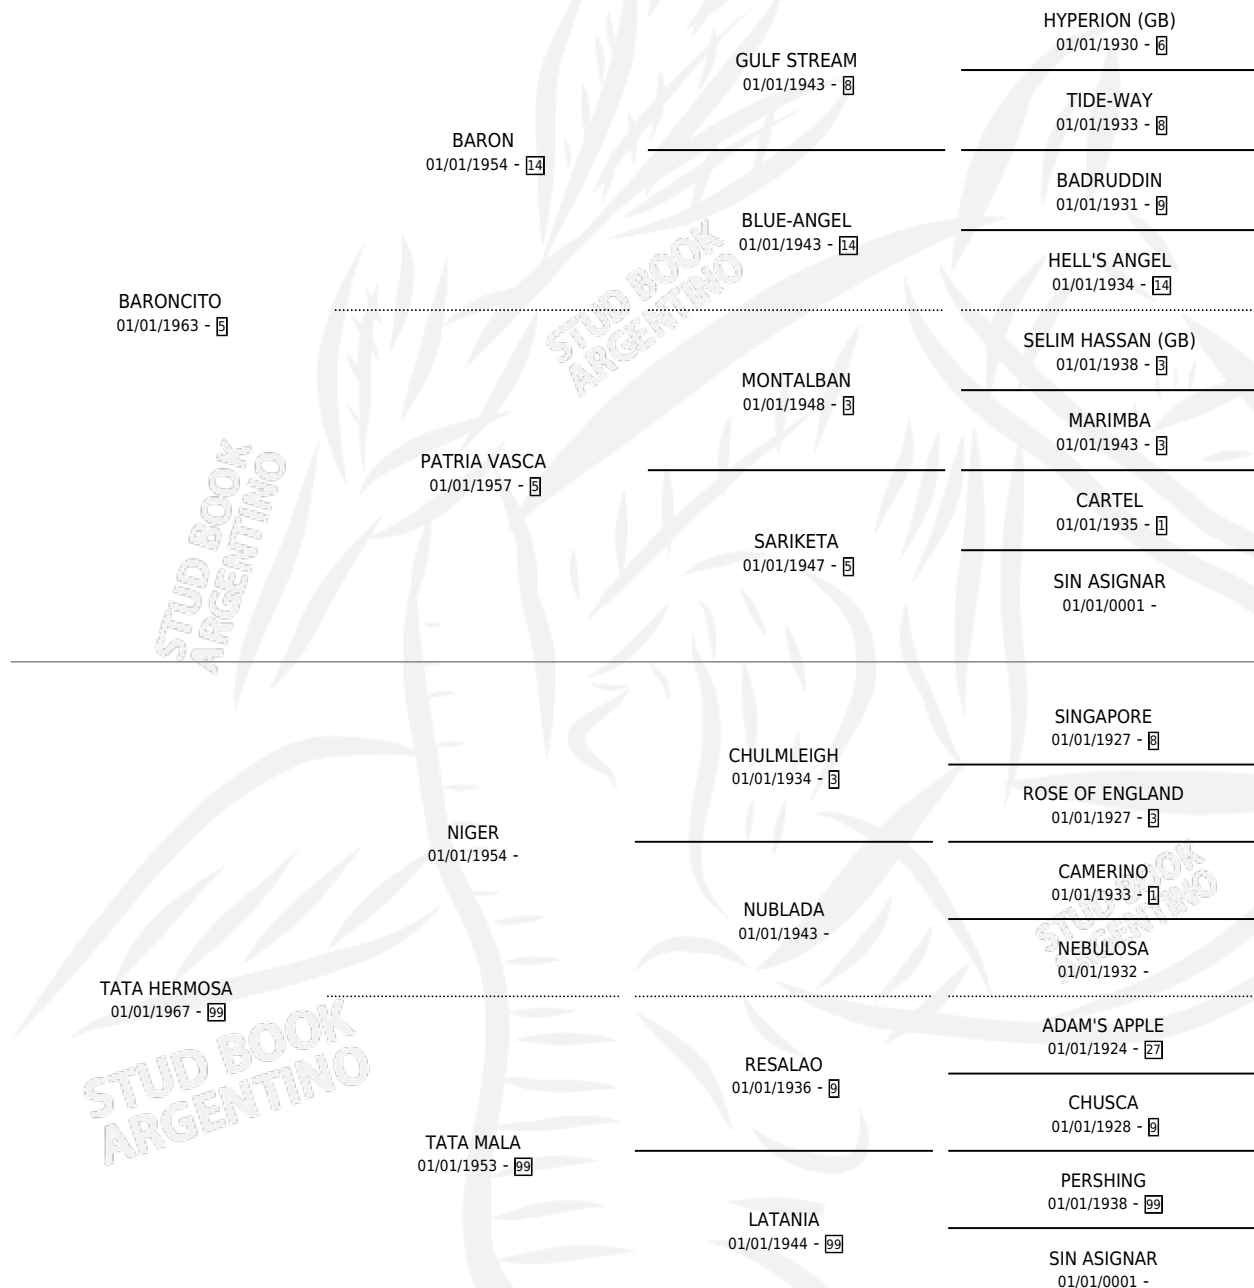 HYPERION (GB)
01/01/1930 - 6
GULF STREAM
01/01/1943 - 8
TIDE-WAY
01/01/1933 - 8
BARON
01/01/1954 - 14
BADRUDDIN
01/01/1931 - 9
BLUE-ANGEL
01/01/1943 - 14
HELL'S ANGEL
01/01/1934 - 14
BARONCITO
01/01/1963 - 5
STUD BOOK
ARGENTINO
SELIM HASSAN (GB)
01/01/1938 - 3
MONTALBAN
01/01/1948 - 3
MARIMBA
01/01/1943 - 3
PATRIA VASCA
01/01/1957 - 5
CARTEL
01/01/1935 - 1
SARIKETA
01/01/1947 - 5
SIN ASIGNAR
01/01/0001 -
STUD BOOK
ARGENTINO
SINGAPORE
01/01/1927 - 8
CHULMLEIGH
01/01/1934 - 3
ROSE OF ENGLAND
01/01/1927 - 3
NIGER
01/01/1954 -
CAMERINO
01/01/1933 - 1
NUBLADA
01/01/1943 -
STUD BOOK
ARGENTINO
NEBULOSA
01/01/1932 -
TATA HERMOSA
01/01/1967 - 99
ADAM'S APPLE
01/01/1924 - 27
RESALAO
01/01/1936 - 9
STUD BOOK
ARGENTINO
CHUSCA
01/01/1928 - 9
TATA MALA
01/01/1953 - 99
PERSHING
01/01/1938 - 99
LATANIA
01/01/1944 - 99
SIN ASIGNAR
01/01/0001 -